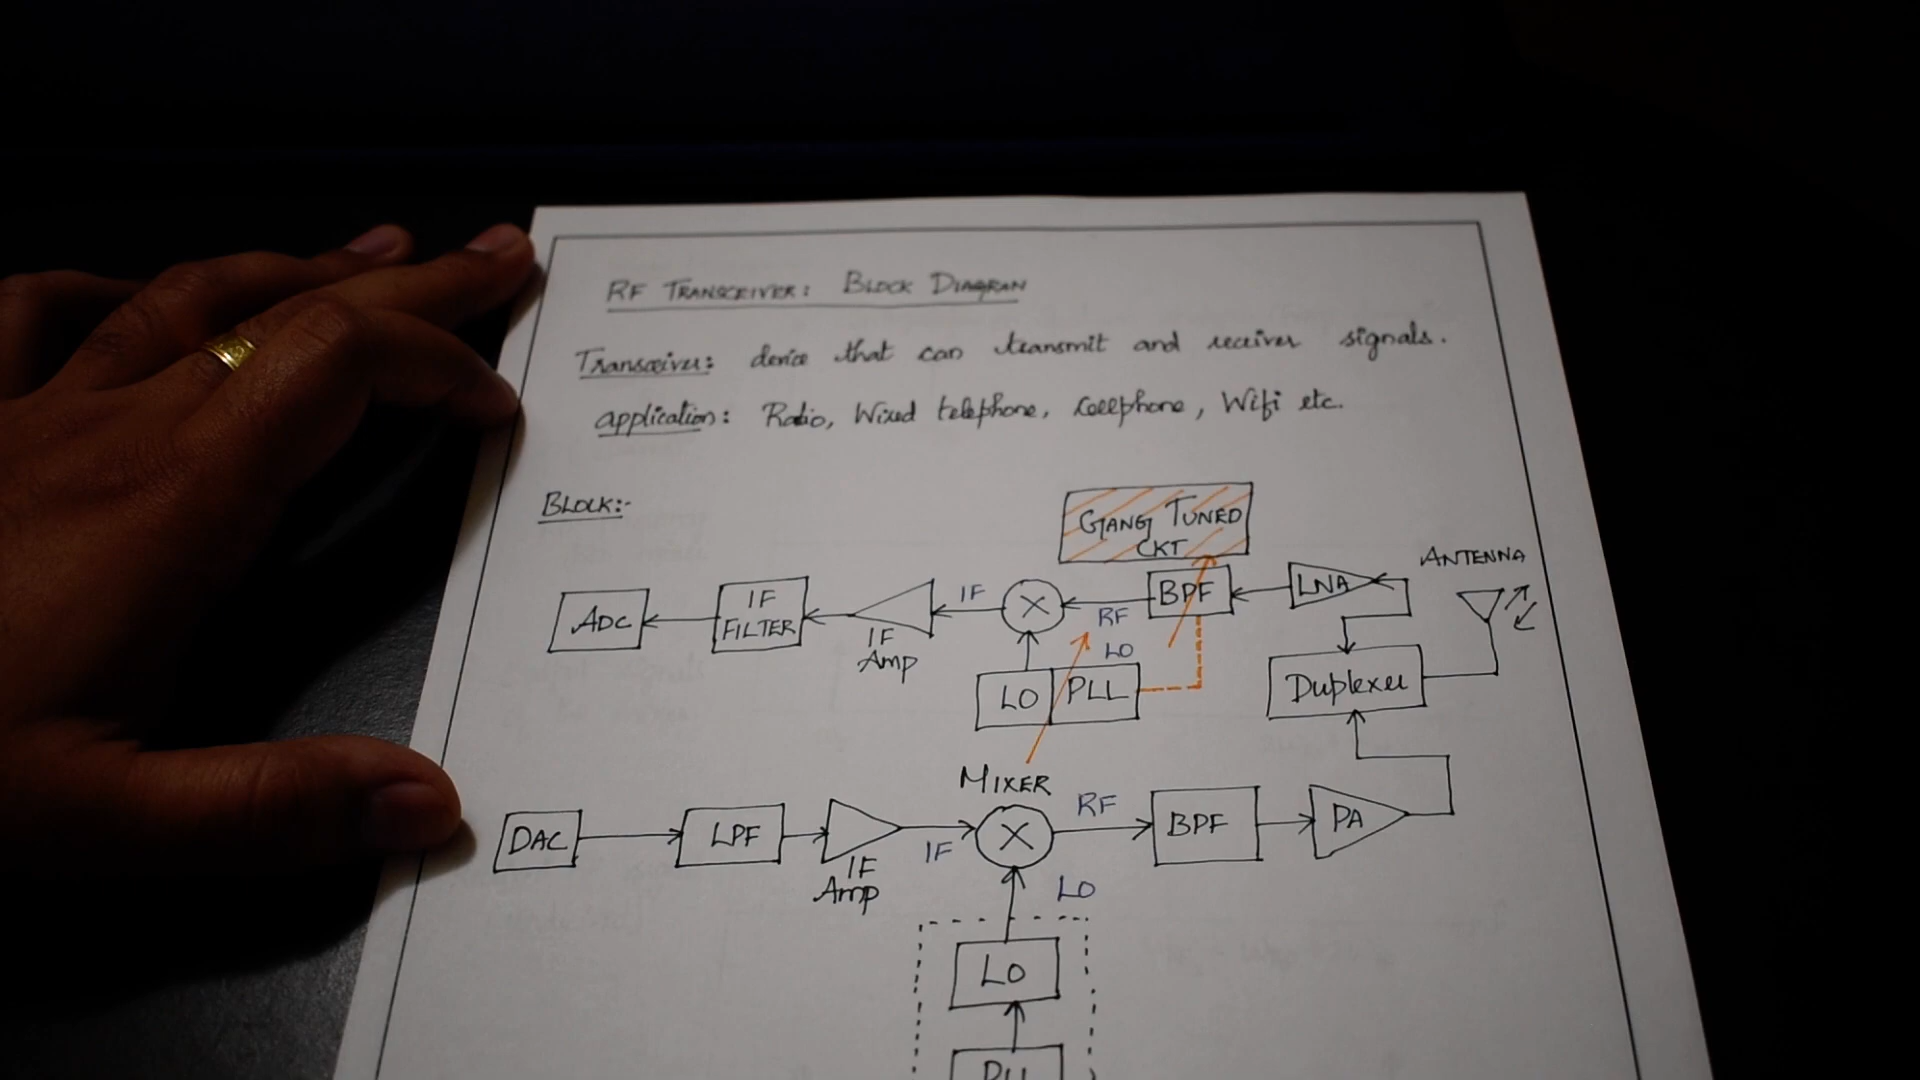 RF TRANSCEIVER: BLOCK DIAGRAM
Transceiver: device that can transmit and receiver signals.
application: Radio, Wired telephone, Cellphone, Wifi etc.
BLOCK:-
GANG TUNED
CKT
ANTENNA
ADC
IF
FILTER
IF
Amp
IF
X
RF
BPF
LNA
LO
LO
PLL
Duplexer
MIXER
DAC
LPF
IF
Amp
IF
X
RF
BPF
PA
LO
LO